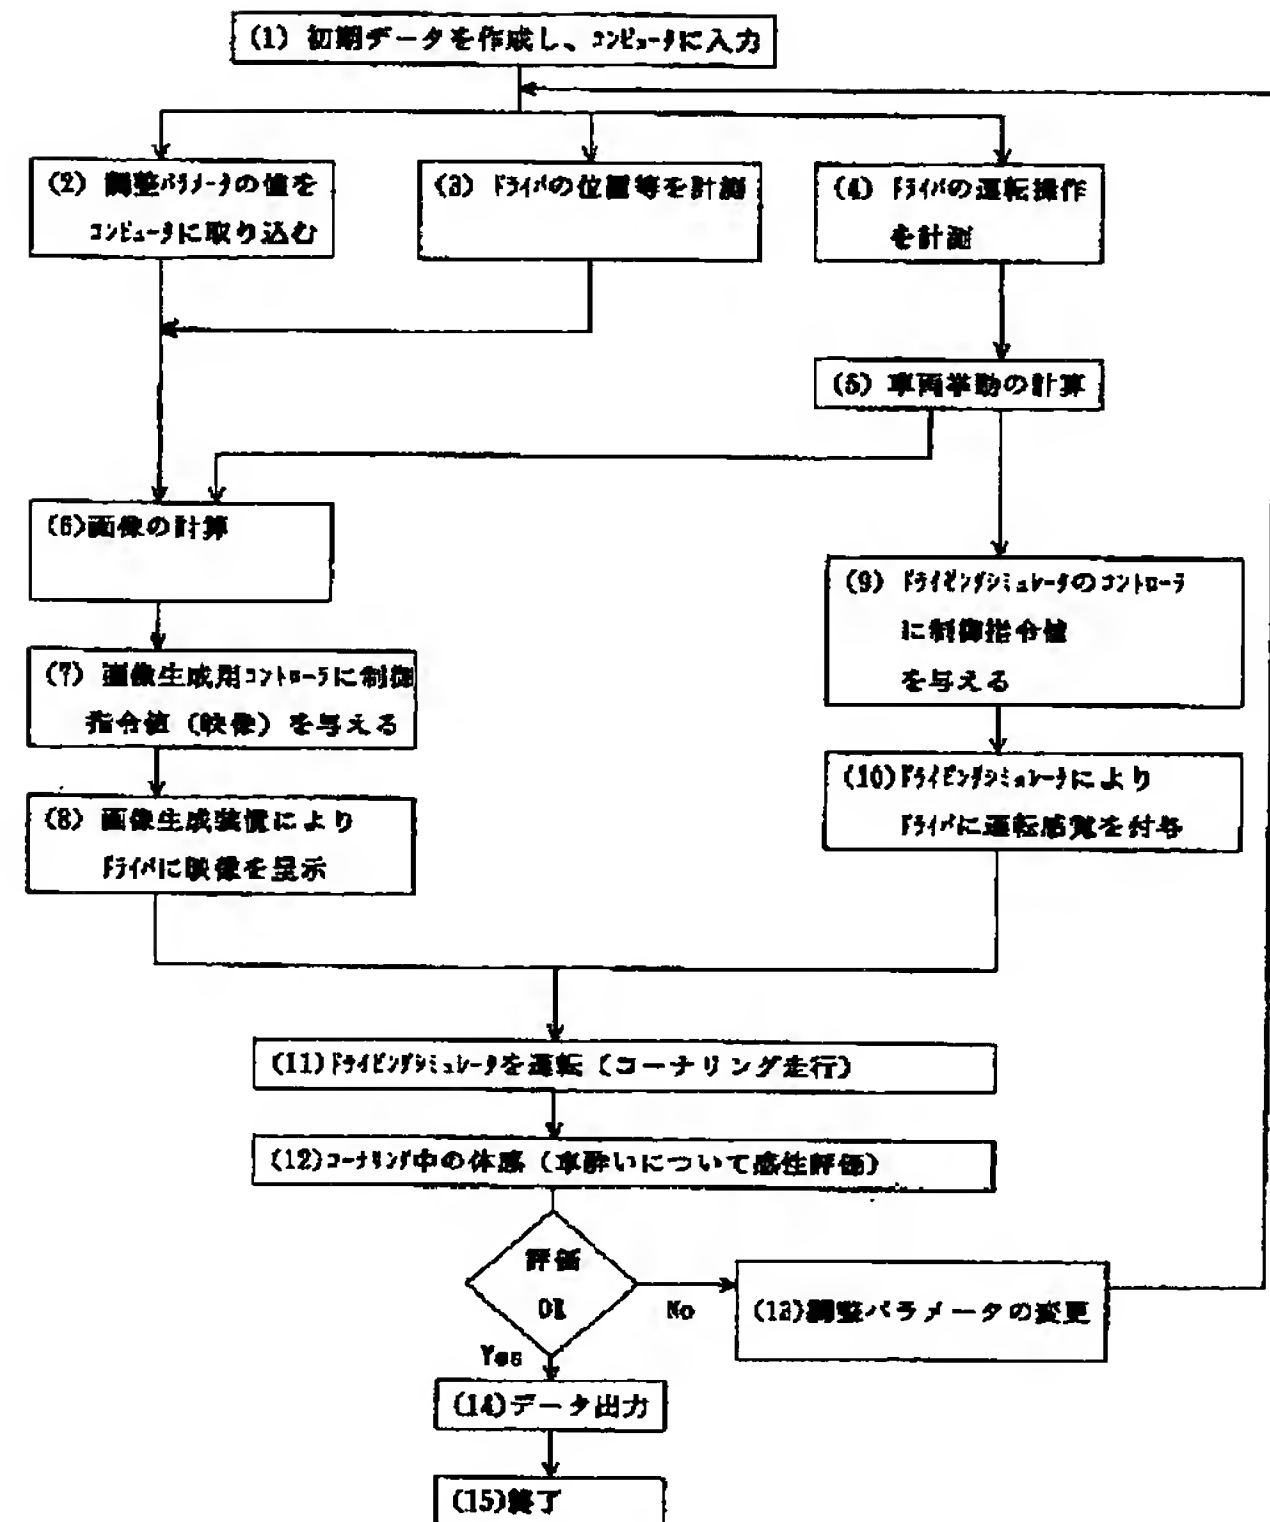 (1) 初期データを作成し、コンピュータに入力
(2) 調整パラメータの値を
コンピュータに取り込む
(3) ドライバの位置等を計測
(4) ドライバの運転操作
を計測
(5) 車両挙動の計算
(6)画像の計算
(7) 画像生成用コントローラに制御
指令値（映像）を与える
(8) 画像生成装置により
ドライバに映像を呈示
(9) ドライビングシミュレータのコントローラ
に制御指令値
を与える
(10)ドライビングシミュレータにより
ドライバに運転感覚を付与
(11)ドライビングシミュレータを運転（コーナリング走行）
(12)コーナリング中の体感（車酔いについて感性評価）
評価
OK
No
(13)調整パラメータの変更
Yes
(14)データ出力
(15)終了